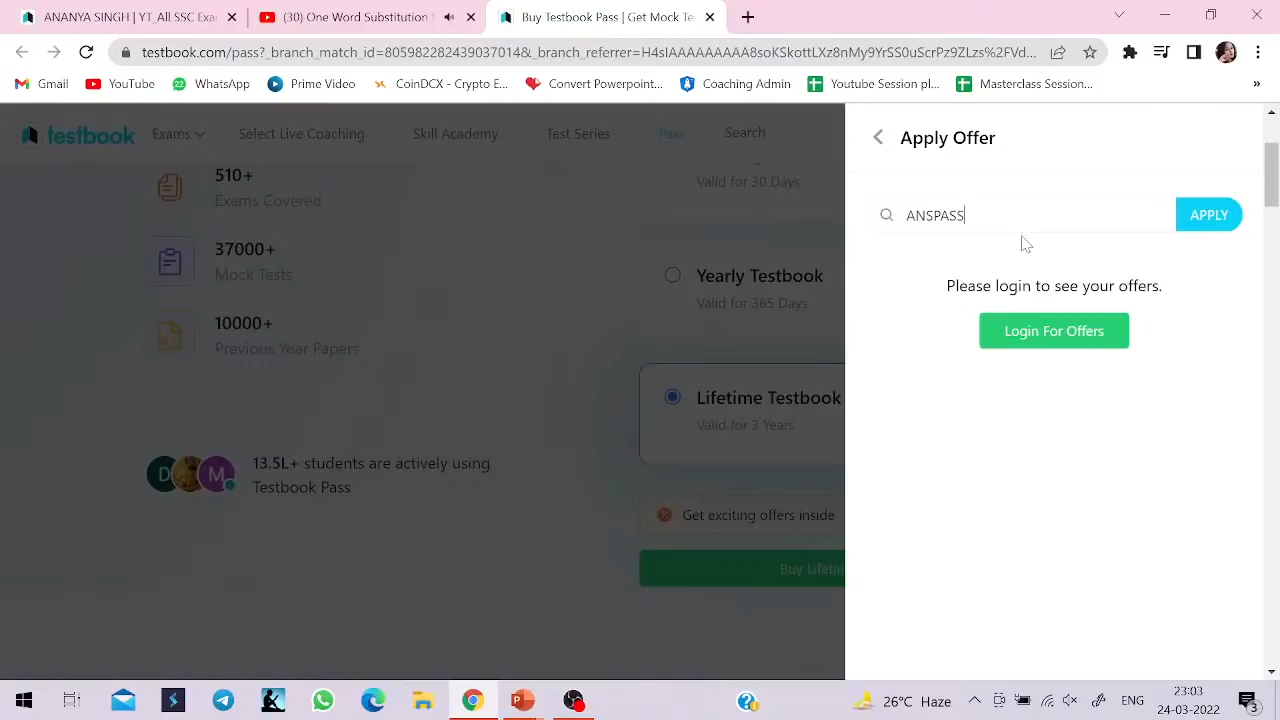 ANANYA SINGH | YT_All SSC Exam
(30) One Word Substitution
Buy Testbook Pass | Get Mock Te
testbook.com/pass?_branch_match_id=805982282439037014&_branch_referrer=
Gmail
YouTube
WhatsApp
Prime Video
CoinDCX - Crypto E...
Convert Powerpoint...
Coaching Admin
Youtube Session pl...
Masterclass Session...
»
testbook
Exams
Select Live Coaching
Skill Academy
Test Series
Pass
Search
510+
Exams Covered
37000+
Mock Tests
10000+
Previous Year Papers
D
M
13.5L+ students are actively using
Testbook Pass
Valid for 30 Days
Yearly Testbook
Valid for 365 Days
Lifetime Testbook
Valid for 3 Years
Get exciting offers inside
Buy Lifetim
Apply Offer
ANSPASS
APPLY
Please login to see your offers.
Login For Offers
26°C Haze
ENG
23:03
24-03-2022
3